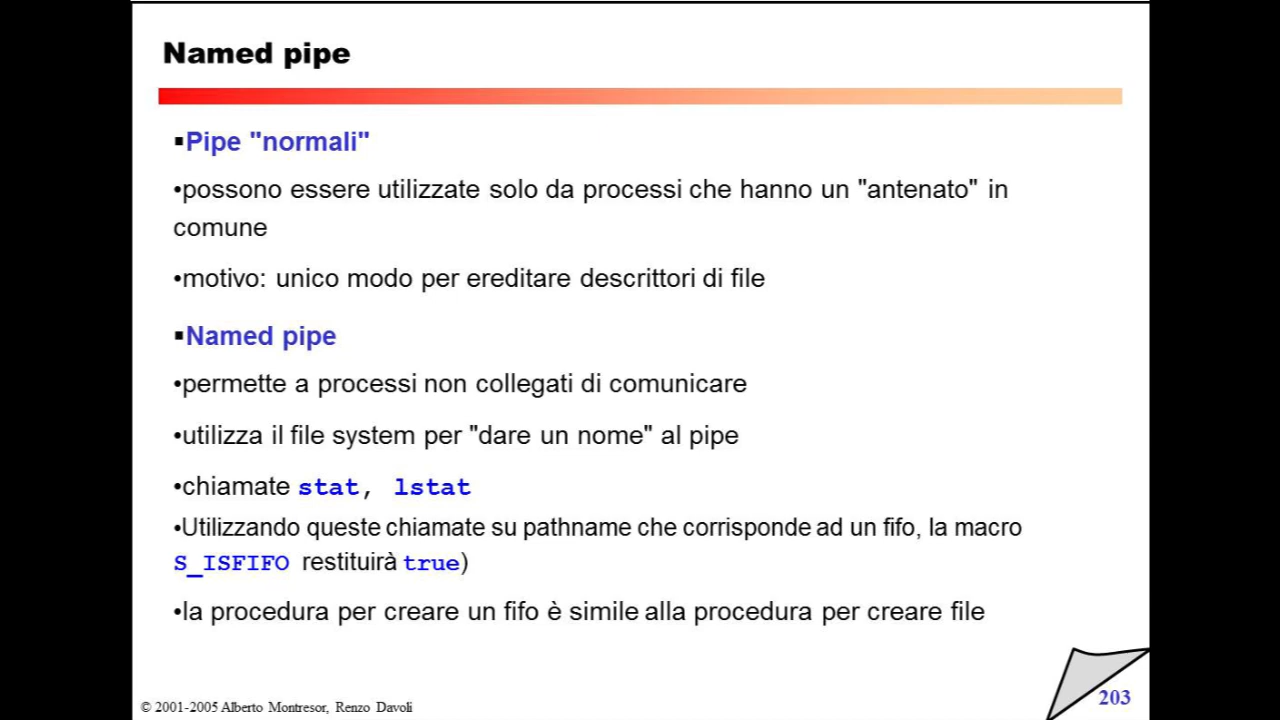 Named pipe
▪Pipe "normali"
•possono essere utilizzate solo da processi che hanno un "antenato" in
comune
•motivo: unico modo per ereditare descrittori di file
▪Named pipe
•permette a processi non collegati di comunicare
•utilizza il file system per "dare un nome" al pipe
•chiamate stat, lstat
•Utilizzando queste chiamate su pathname che corrisponde ad un fifo, la macro
S_ISFIFO restituirà true)
•la procedura per creare un fifo è simile alla procedura per creare file
© 2001-2005 Alberto Montresor, Renzo Davoli
203